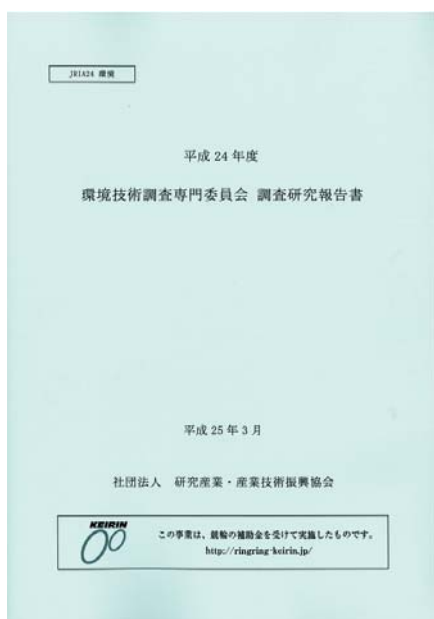 JRIA24 環境
平成 24 年度
環境技術調査専門委員会 調査研究報告書
平成 25 年 3 月
社団法人 研究産業・産業技術振興協会
KEIRIN
この事業は、競輪の補助金を受けて実施したものです。
http://ringring-keirin.jp/